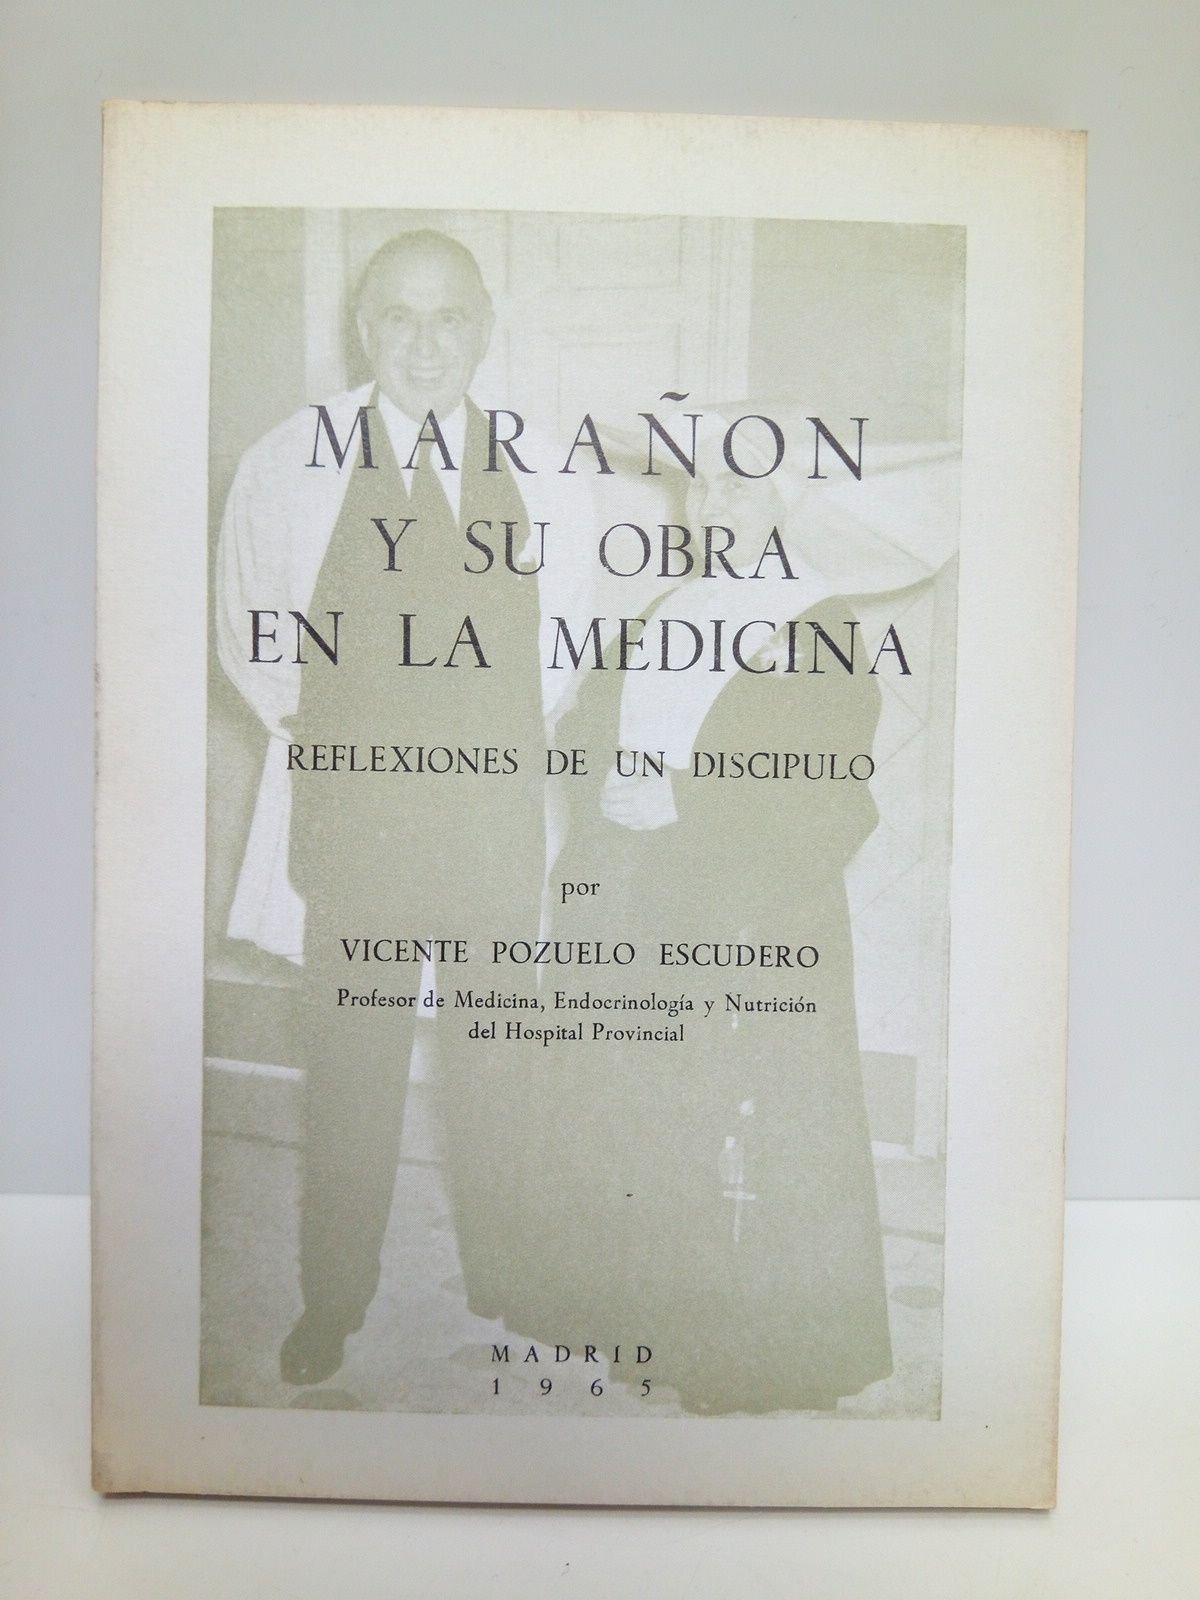 MARAÑON
Y SU OBRA
EN LA MEDICINA
REFLEXIONES DE UN DISCIPULO
por
VICENTE POZUELO ESCUDERO
Profesor de Medicina, Endocrinología y Nutrición
del Hospital Provincial
MADRID
1965